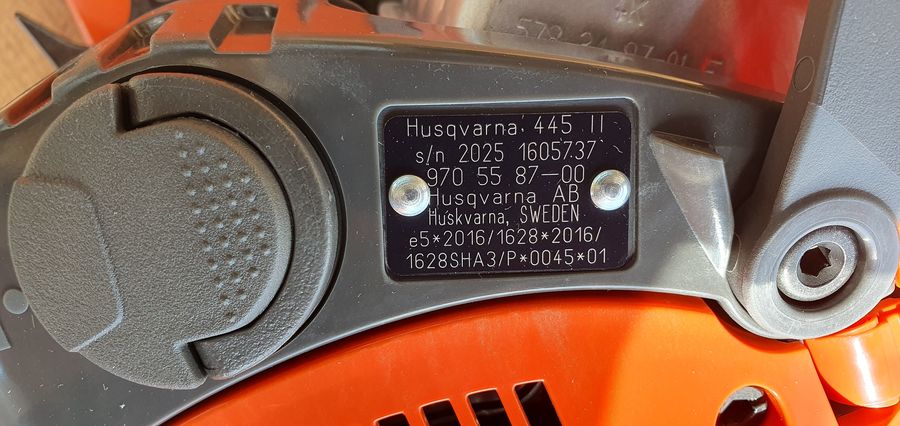 4K
Husqvarna 445 II
s/n 2025 1605737
970 55 87-00
Husqvarna AB
Huskvarna, SWEDEN
e5*2016/1628*2016/
1628SHA3/P*0045*01